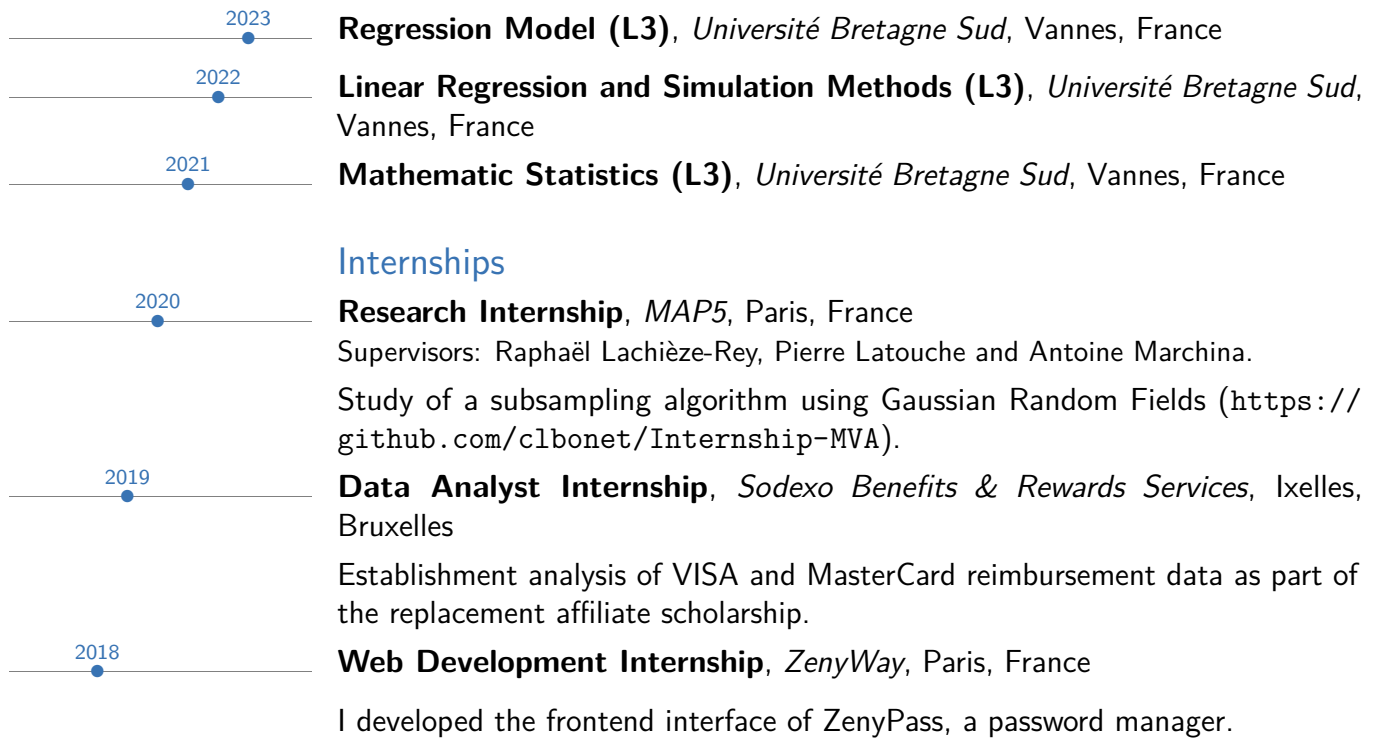 2023
Regression Model (L3), Université Bretagne Sud, Vannes, France
2022
Linear Regression and Simulation Methods (L3), Université Bretagne Sud,
Vannes, France
2021
Mathematic Statistics (L3), Université Bretagne Sud, Vannes, France
Internships
2020
Research Internship, MAP5, Paris, France
Supervisors: Raphaël Lachièze-Rey, Pierre Latouche and Antoine Marchina.
Study of a subsampling algorithm using Gaussian Random Fields (https://
github.com/clbonet/Internship-MVA).
2019
Data Analyst Internship, Sodexo Benefits & Rewards Services, Ixelles,
Bruxelles
Establishment analysis of VISA and MasterCard reimbursement data as part of
the replacement affiliate scholarship.
2018
Web Development Internship, ZenyWay, Paris, France
I developed the frontend interface of ZenyPass, a password manager.